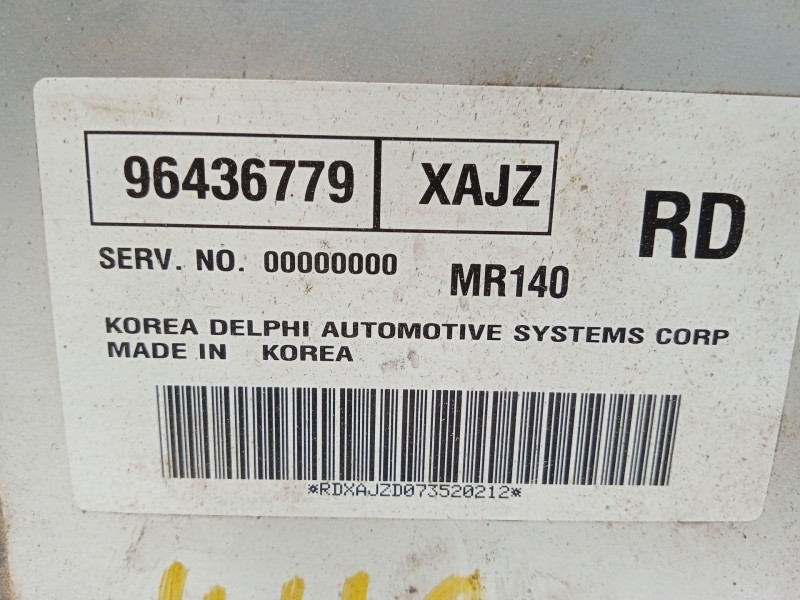 96436779 XAJZ RD
SERV. NO. 00000000 MR140
KOREA DELPHI AUTOMOTIVE SYSTEMS CORP
MADE IN KOREA
*RDXAJZD073520212*